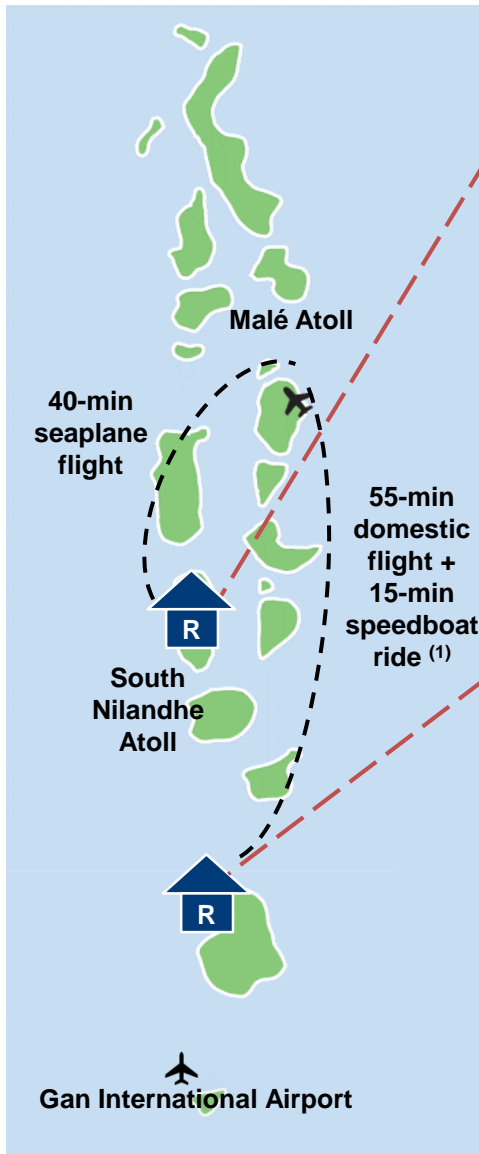 Malé Atoll
40-min
seaplane
flight
55-min
domestic
flight +
15-min
speedboat
ride (1)
R
South
Nilandhe
Atoll
R
Gan International Airport